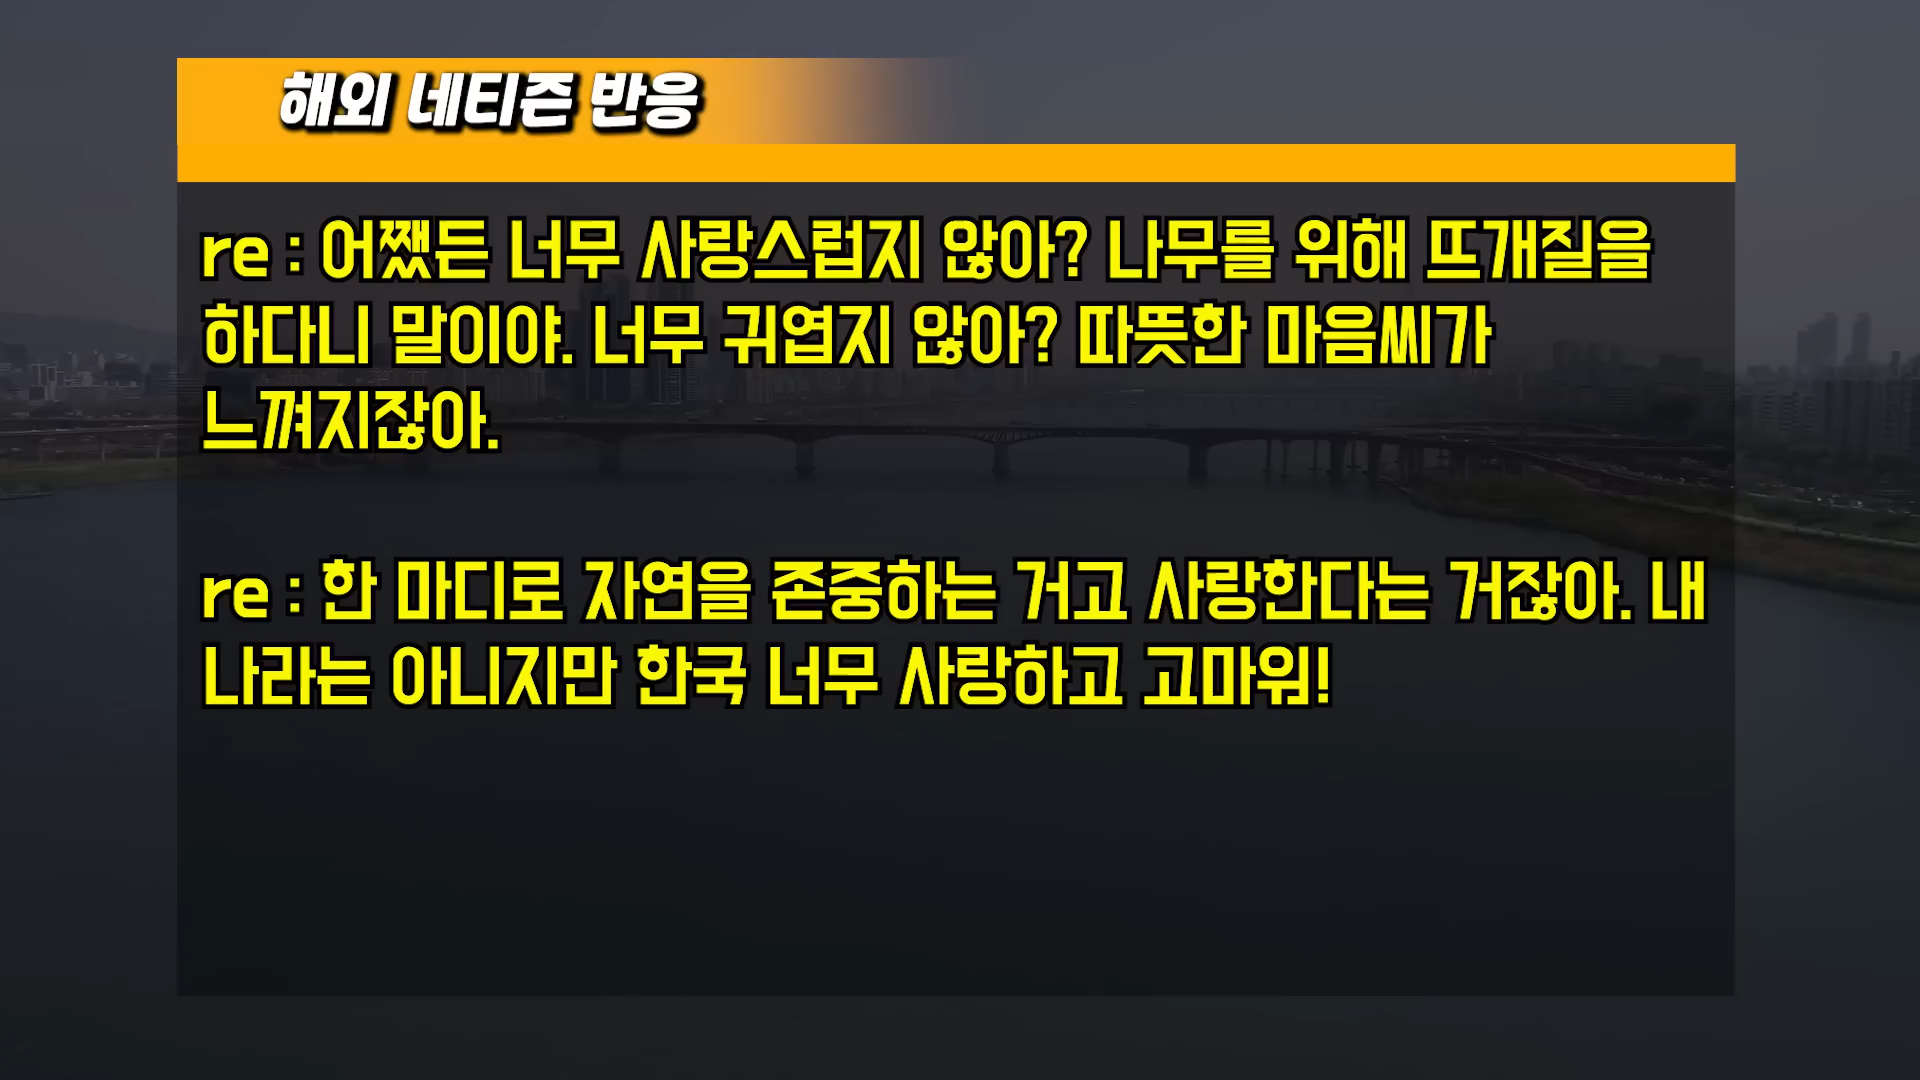 해외 네티즌 반응
re : 어쨌든 너무 사랑스럽지 않아? 나무를 위해 뜨개질을
하다니 말이야. 너무 귀엽지 않아? 따뜻한 마음씨가
느껴지잖아.
re : 한 마디로 자연을 존중하는 거고 사랑한다는 거잖아. 내
나라는 아니지만 한국 너무 사랑하고 고마워!